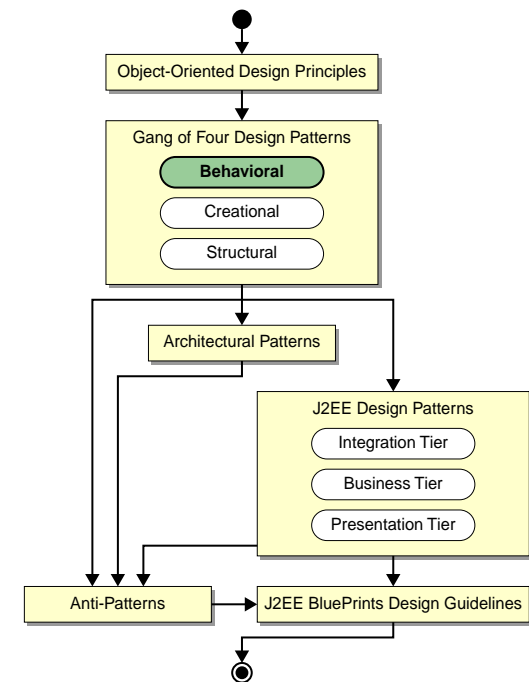 Object-Oriented Design Principles
Gang of Four Design Patterns
Behavioral
Creational
Structural
Architectural Patterns
J2EE Design Patterns
Integration Tier
Business Tier
Presentation Tier
Anti-Patterns
J2EE BluePrints Design Guidelines